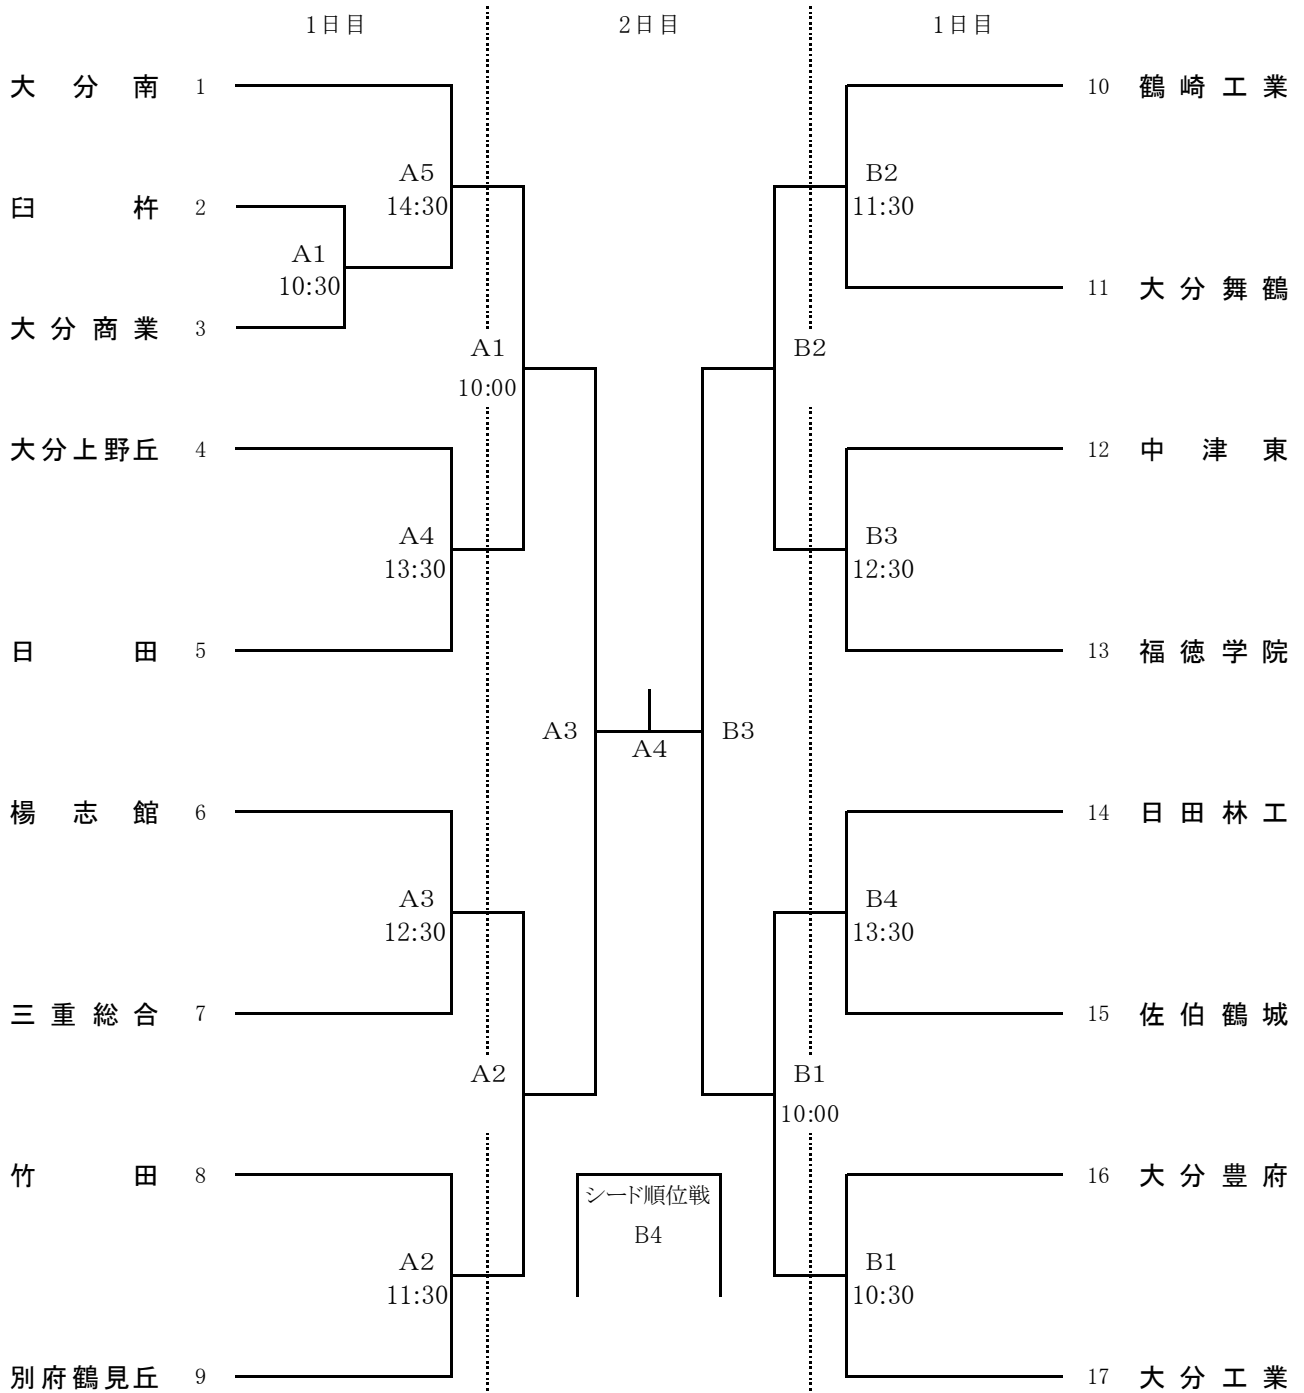 1日目 2日目 1日目
大分南 1 10 鶴崎工業
A5 B2
14:30 11:30
臼杵 2
A1
10:30
11 大分舞鶴
大分商業 3
A1 B2
10:00
大分上野丘 4 12 中津東
A4 B3
13:30 12:30
日田 5 13 福徳学院
A3 A4 B3
楊志館 6 14 日田林工
A3 B4
12:30 13:30
三重総合 7 15 佐伯鶴城
A2 B1
10:00
竹田 8 16 大分豊府
シード順位戦
B4
A2 B1
11:30 10:30
別府鶴見丘 9 17 大分工業